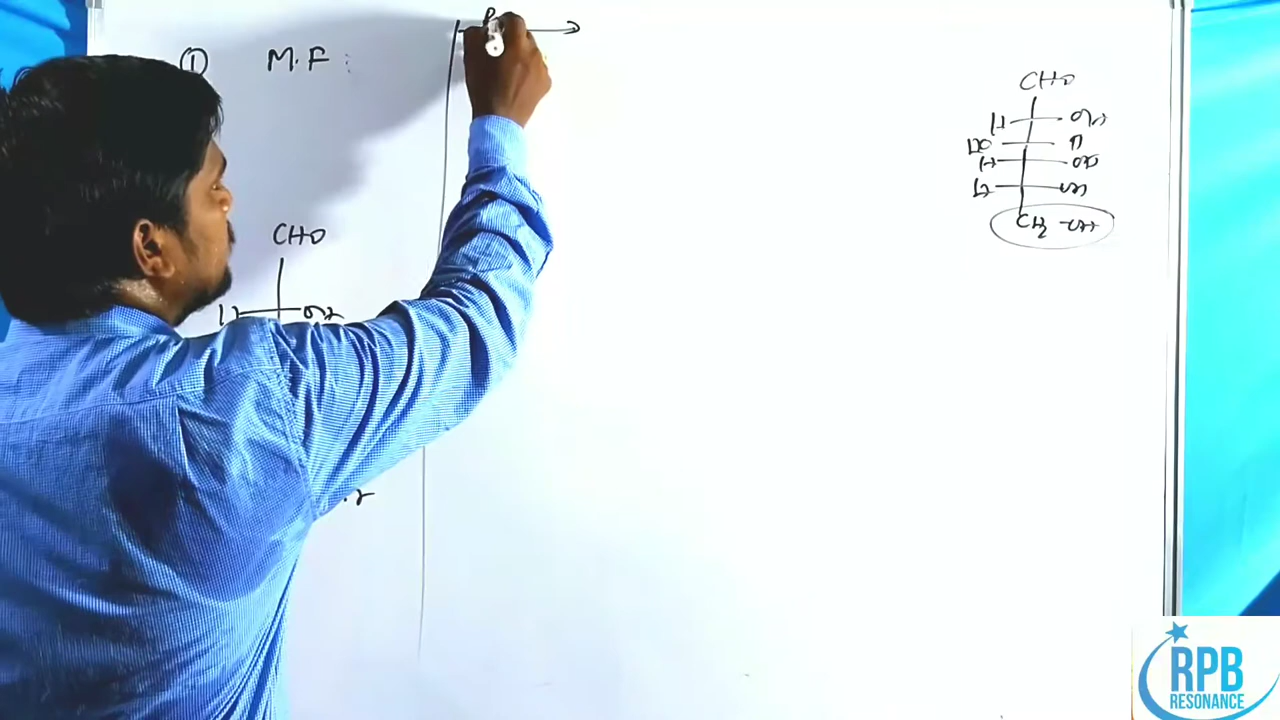 ① M.F :
CHO
H OH
P
CHO
H OH
HO H
H OH
H OH
CH2-OH
RPB
RESONANCE